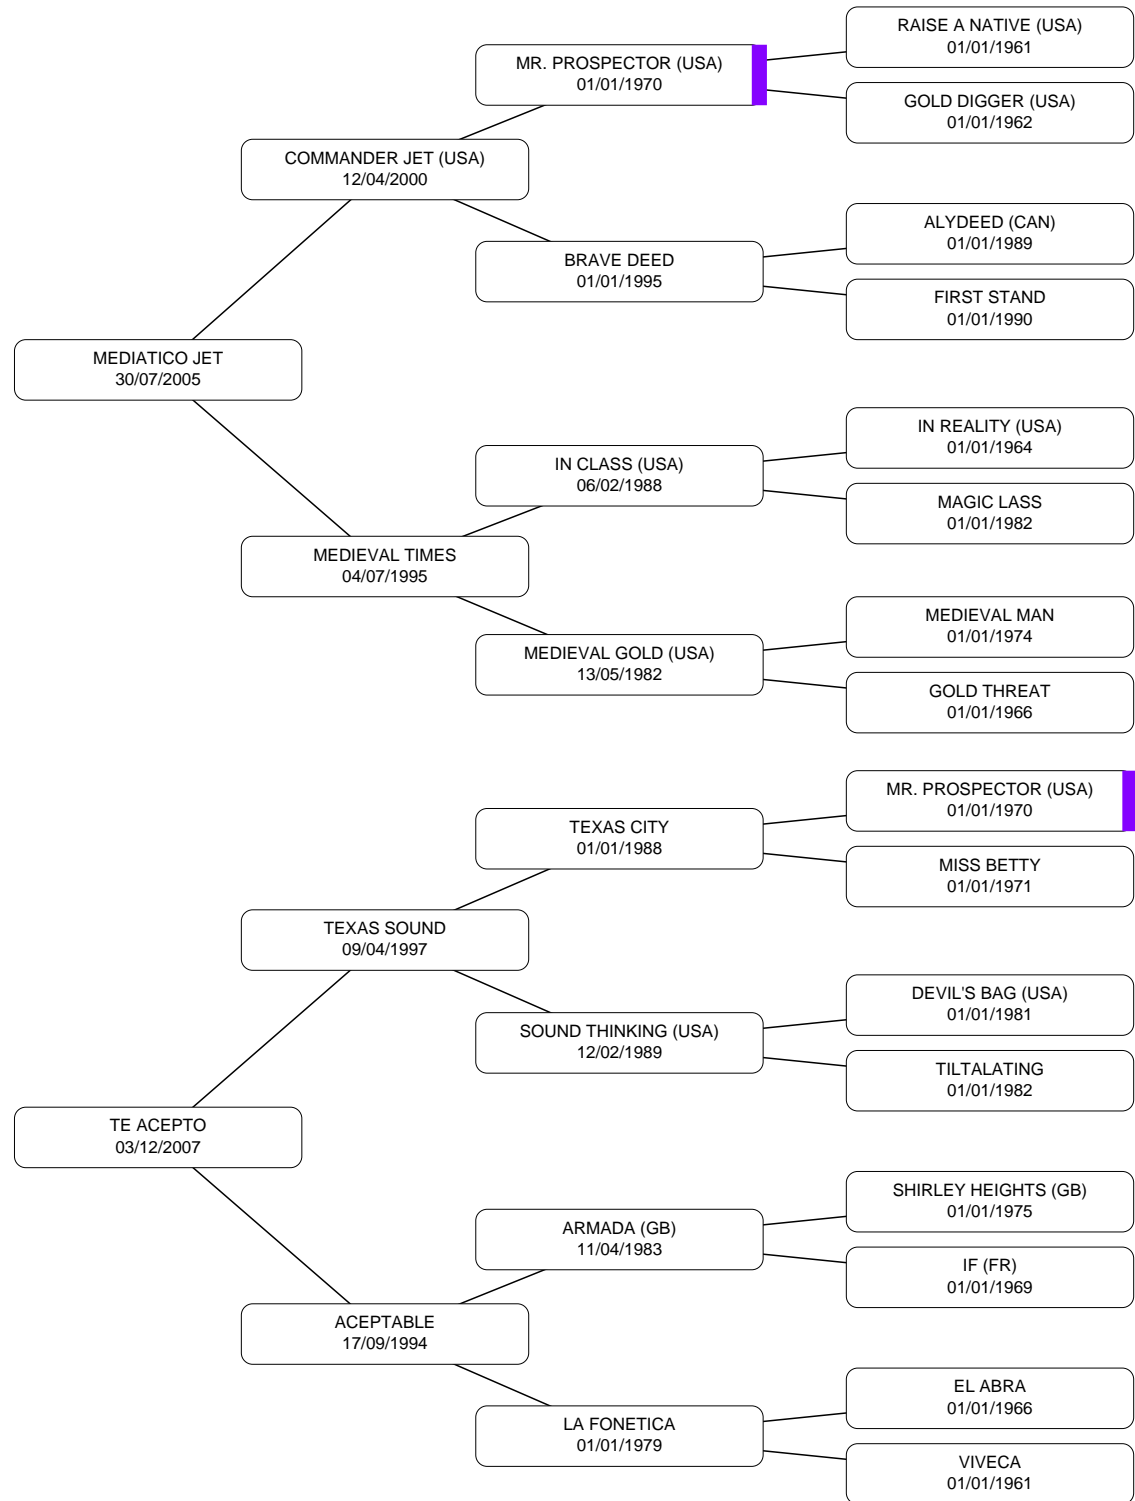 RAISE A NATIVE (USA)
01/01/1961
MR. PROSPECTOR (USA)
01/01/1970
GOLD DIGGER (USA)
01/01/1962
COMMANDER JET (USA)
12/04/2000
ALYDEED (CAN)
01/01/1989
BRAVE DEED
01/01/1995
FIRST STAND
01/01/1990
MEDIATICO JET
30/07/2005
IN REALITY (USA)
01/01/1964
IN CLASS (USA)
06/02/1988
MAGIC LASS
01/01/1982
MEDIEVAL TIMES
04/07/1995
MEDIEVAL MAN
01/01/1974
MEDIEVAL GOLD (USA)
13/05/1982
GOLD THREAT
01/01/1966
MR. PROSPECTOR (USA)
01/01/1970
TEXAS CITY
01/01/1988
MISS BETTY
01/01/1971
TEXAS SOUND
09/04/1997
DEVIL'S BAG (USA)
01/01/1981
SOUND THINKING (USA)
12/02/1989
TILTALATING
01/01/1982
TE ACEPTO
03/12/2007
SHIRLEY HEIGHTS (GB)
01/01/1975
ARMADA (GB)
11/04/1983
IF (FR)
01/01/1969
ACEPTABLE
17/09/1994
EL ABRA
01/01/1966
LA FONETICA
01/01/1979
VIVECA
01/01/1961